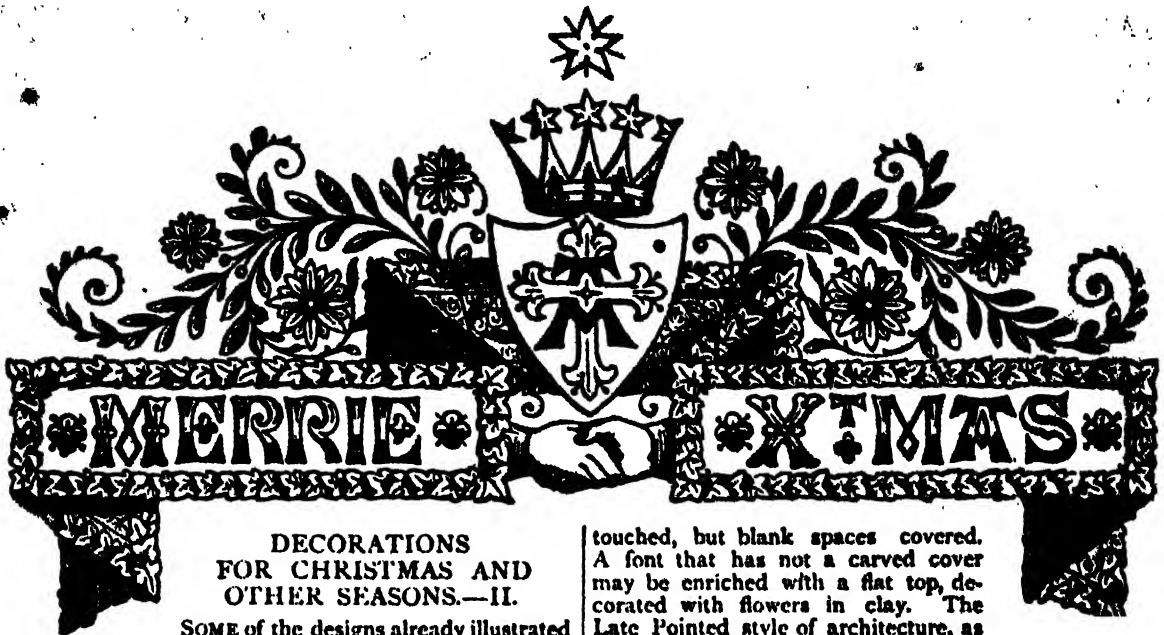 MERRIE XTMAS
DECORATIONS
FOR CHRISTMAS AND
OTHER SEASONS.—II.
SOME of the designs already illustrated
touched, but blank spaces covered.
A font that has not a carved cover
may be enriched with a flat top, de-
corated with flowers in clay. The
Late Pointed style of architecture, as